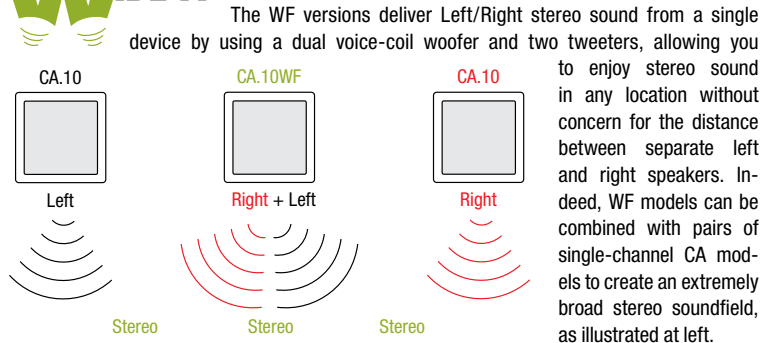 The WF versions deliver Left/Right stereo sound from a single
device by using a dual voice-coil woofer and two tweeters, allowing you
to enjoy stereo sound
in any location without
concern for the distance
between separate left
and right speakers. In-
deed, WF models can be
combined with pairs of
single-channel CA mod-
els to create an extremely
broad stereo soundfield,
as illustrated at left.
CA.10
CA.10WF
CA.10
Left
Right + Left
Right
Stereo
Stereo
Stereo